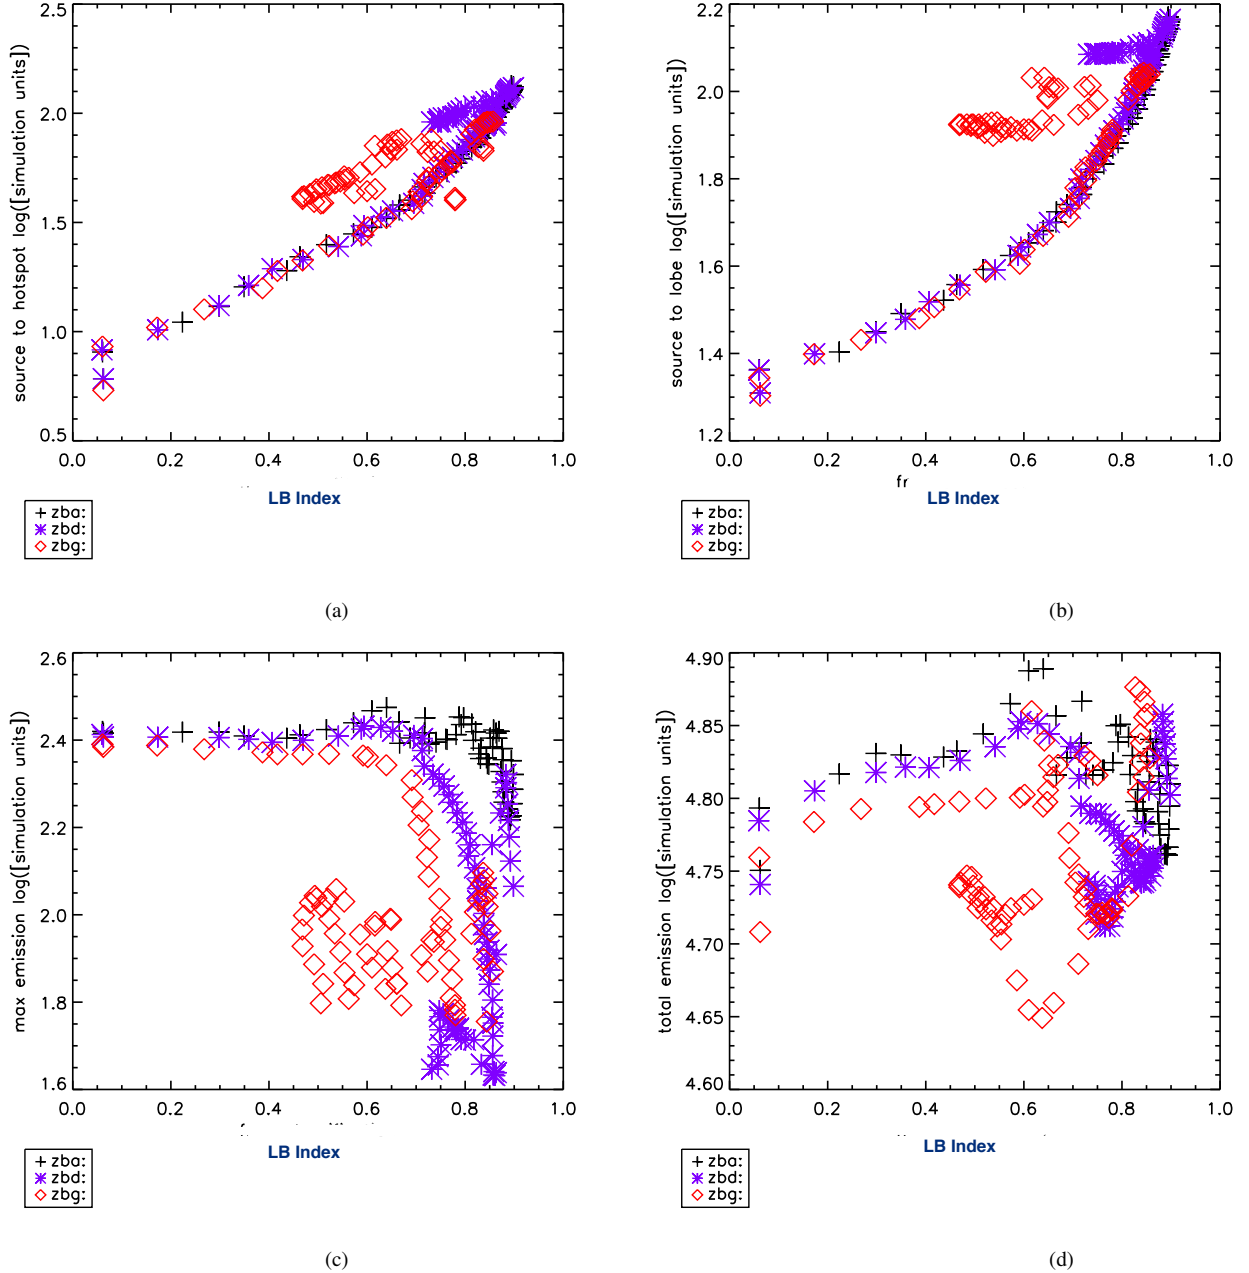 2.5
2.0
1.5
1.0
0.5
source to hotspot log([simulation units])
0.0 0.2 0.4 0.6 0.8 1.0
LB Index
zba:
zbd:
zbg:
(a)
2.2
2.0
1.8
1.6
1.4
1.2
source to lobe log([simulation units])
0.0 0.2 0.4 0.6 0.8 1.0
fr
LB Index
zba:
zbd:
zbg:
(b)
2.6
2.4
2.2
2.0
1.8
1.6
max emission log([simulation units])
0.0 0.2 0.4 0.6 0.8 1.0
LB Index
zba:
zbd:
zbg:
(c)
4.90
4.85
4.80
4.75
4.70
4.65
4.60
total emission log([simulation units])
0.0 0.2 0.4 0.6 0.8 1.0
LB Index
zba:
zbd:
zbg:
(d)